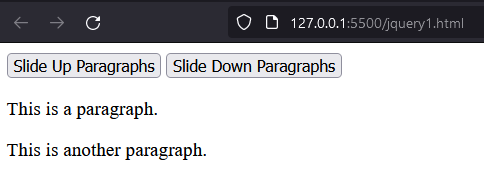 127.0.0.1:5500/jquery1.html
Slide Up Paragraphs Slide Down Paragraphs
This is a paragraph.
This is another paragraph.